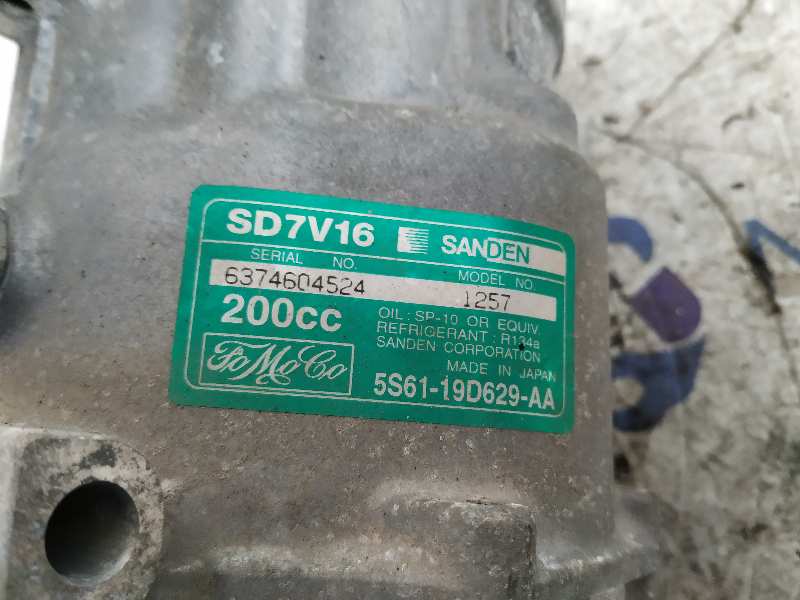 SD7V16 SANDEN
SERIAL NO. MODEL NO.
6374604524 1257
200cc
OIL : SP-10 OR EQUIV.
REFRIGERANT : R134a
SANDEN CORPORATION
MADE IN JAPAN
FoMoCo
5S61-19D629-AA